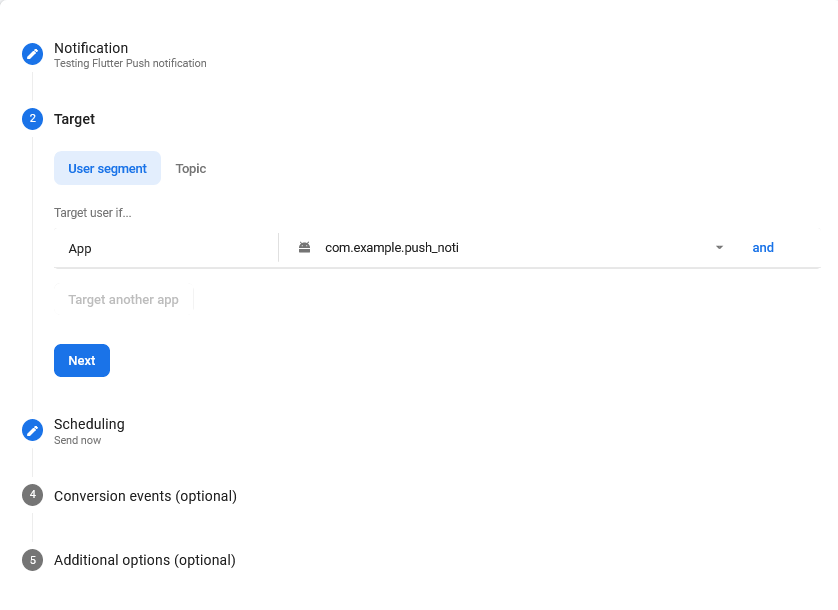 Notification
Testing Flutter Push notification
2
Target
User segment Topic
Target user if...
App com.example.push_noti and
Target another app
Next
Scheduling
Send now
4
Conversion events (optional)
5
Additional options (optional)